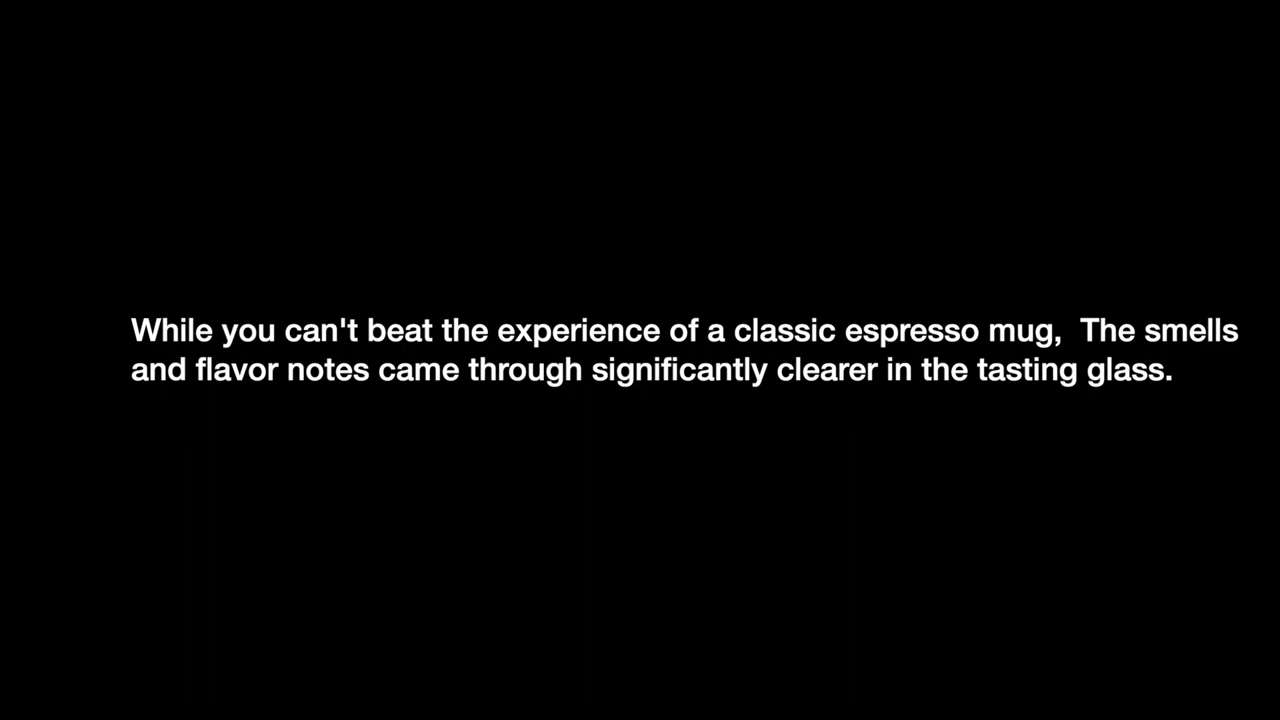 While you can't beat the experience of a classic espresso mug,  The smells
and flavor notes came through significantly clearer in the tasting glass.